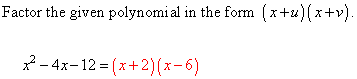 Factor the given polynomial in the form (x+u)(x+v).
x²−4x−12=(x+2)(x−6)